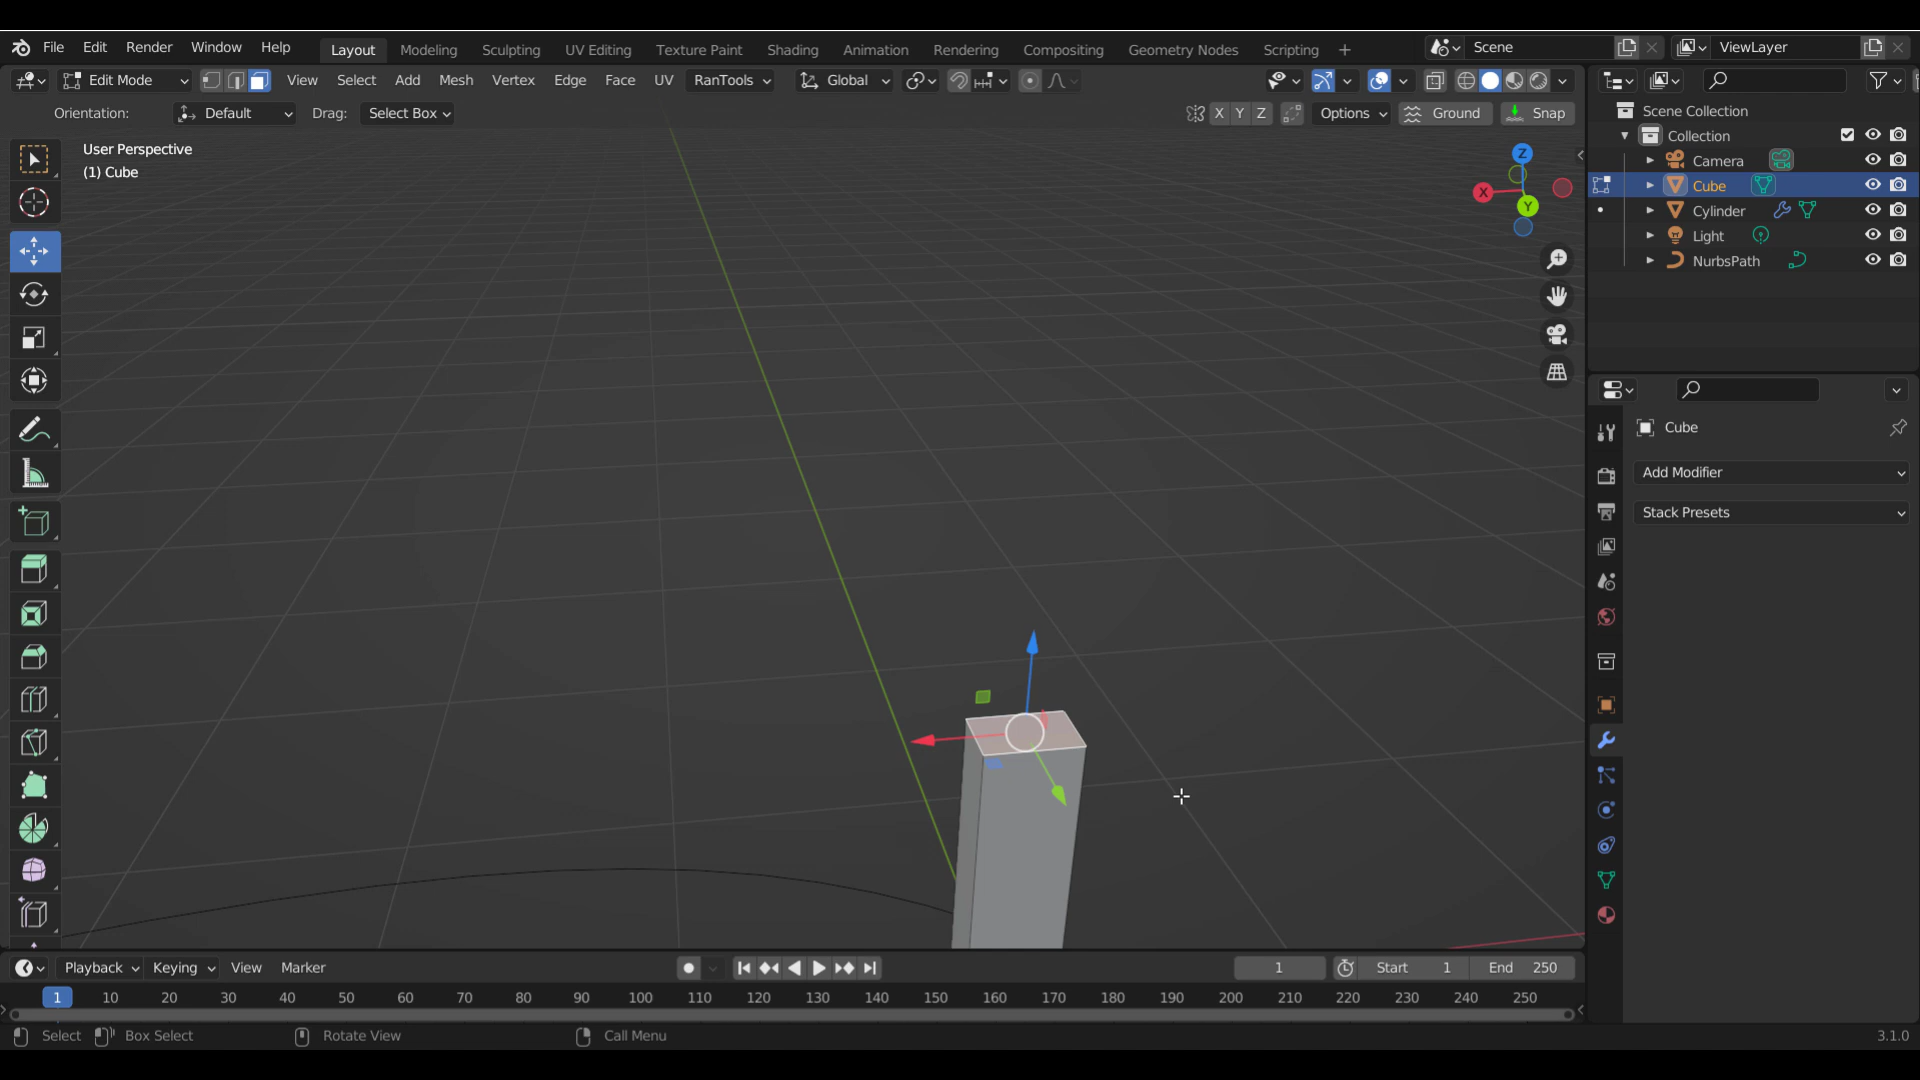 File Edit Render Window Help Layout Modeling Sculpting UV Editing Texture Paint Shading Animation Rendering Compositing Geometry Nodes Scripting + Scene ViewLayer
Edit Mode View Select Add Mesh Vertex Edge Face UV RanTools Global
Orientation: Default Drag: Select Box X Y Z Options Ground Snap
User Perspective
(1) Cube
Z
X
Y
Scene Collection
Collection
Camera
Cube
Cylinder
Light
NurbsPath
Cube
Add Modifier
Stack Presets
Playback Keying View Marker 1 Start 1 End 250
1 10 20 30 40 50 60 70 80 90 100 110 120 130 140 150 160 170 180 190 200 210 220 230 240 250
Select Box Select Rotate View Call Menu 3.1.0